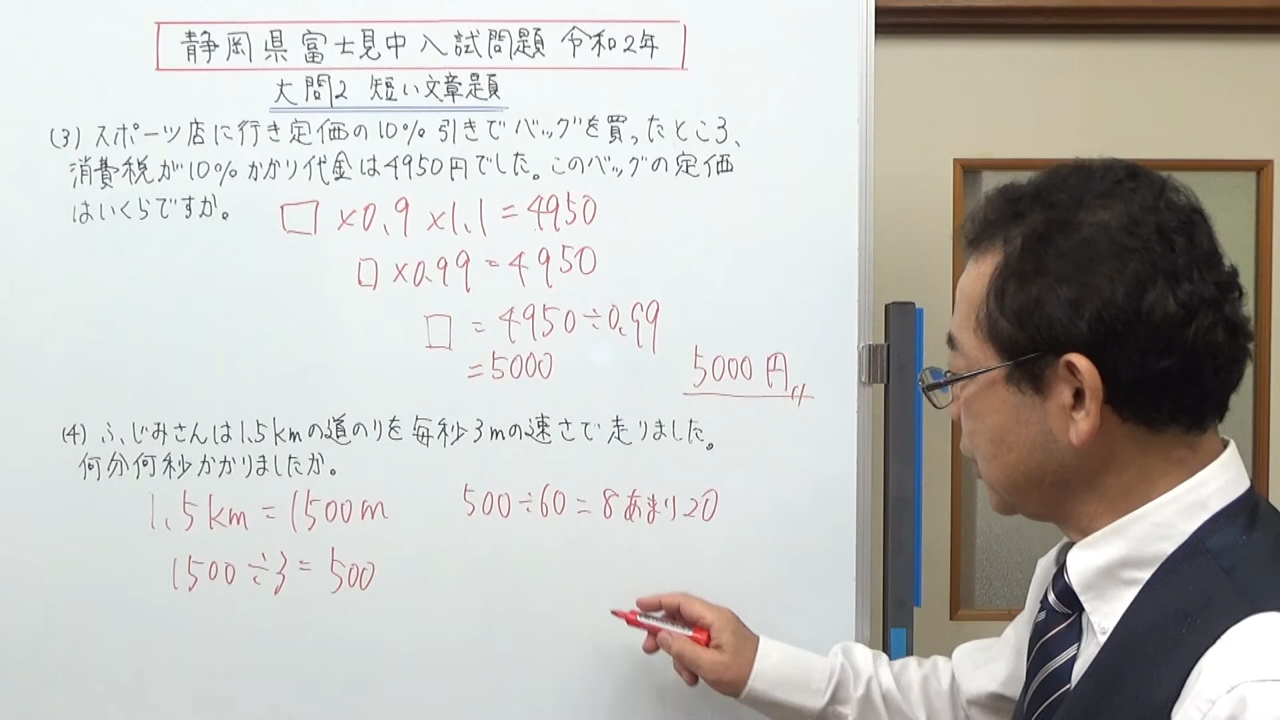 静岡県富士見中入試問題 令和2年
大問2 短い文章題
(3) スポーツ店に行き定価の10%引きでバッグを買ったところ、
消費税が10%かかり代金は4950円でした。このバッグの定価
はいくらですか。
□×0.9×1.1=4950
□×0.99=4950
□=4950÷0.99
=5000
5000円
(4) ふじみさんは1.5kmの道のりを毎秒3mの速さで走りました。
何分何秒かかりましたか。
1.5km=1500m
1500÷3=500
500÷60=8あまり20